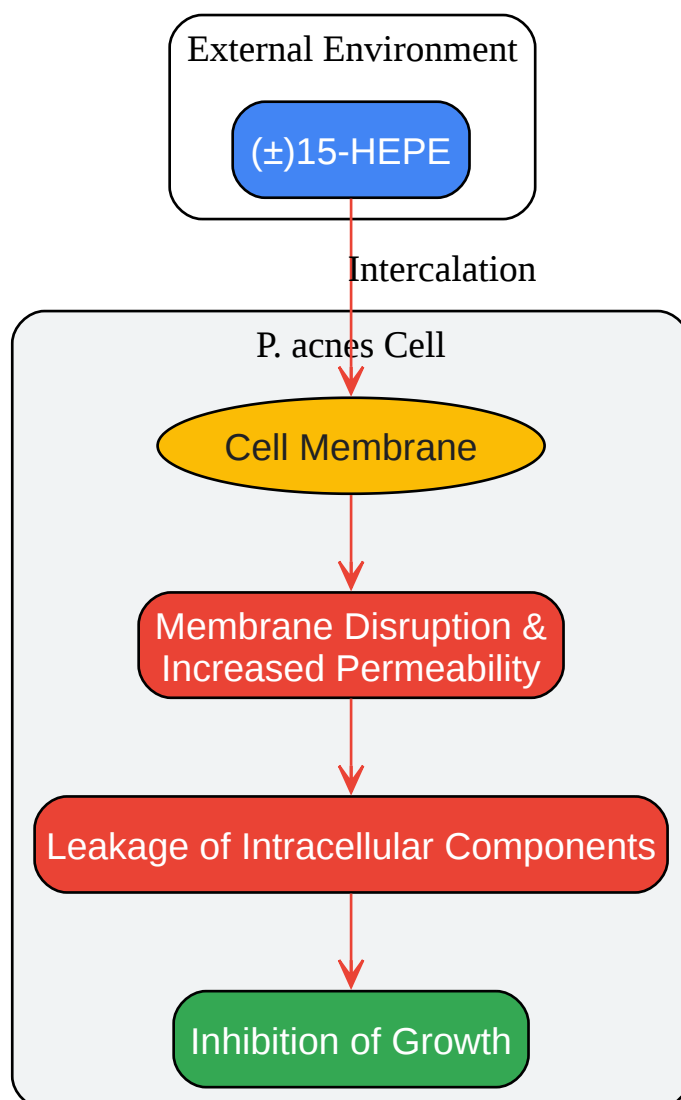 External Environment
(±)15-HEPE
Intercalation
P. acnes Cell
Cell Membrane
Membrane Disruption &
Increased Permeability
Leakage of Intracellular Components
Inhibition of Growth